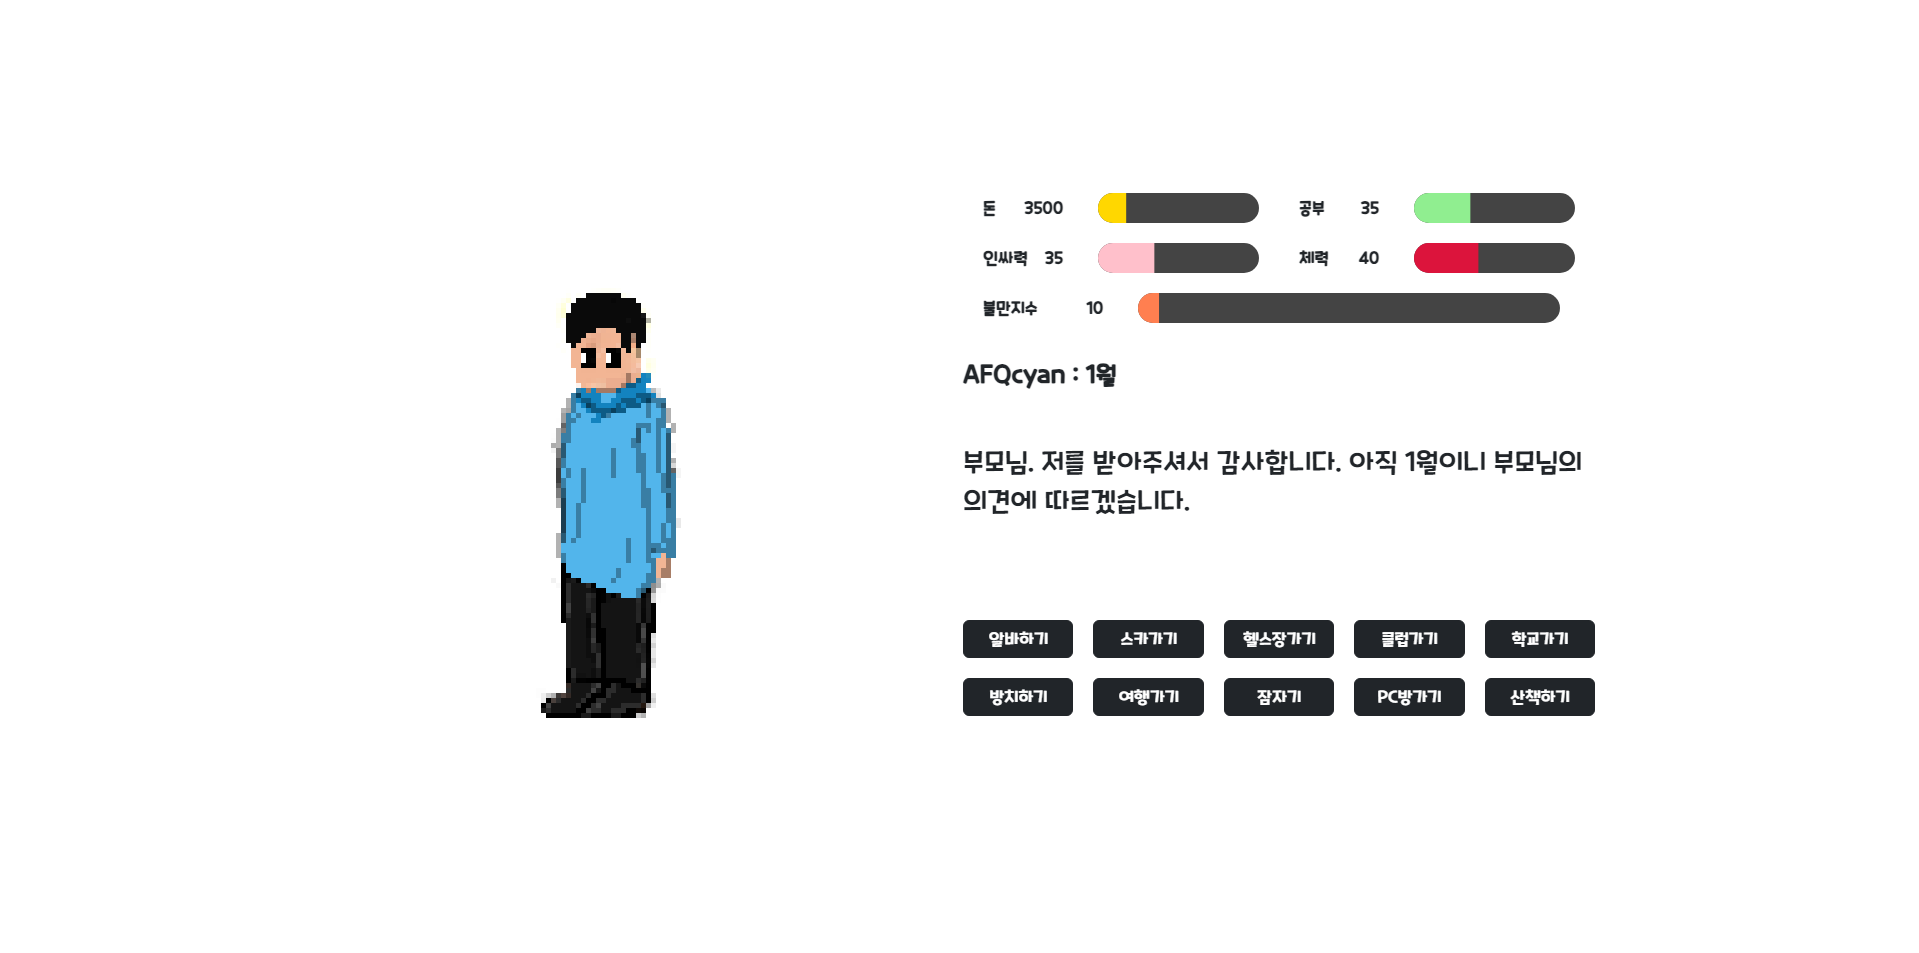 돈 3500 공부 35
인싸력 35 체력 40
불만지수 10
AFQcyan : 1월
부모님. 저를 받아주셔서 감사합니다. 아직 1월이니 부모님의
의견에 따르겠습니다.
알바하기 스카가기 헬스장가기 클럽가기 학교가기
방치하기 여행가기 잠자기 PC방가기 산책하기